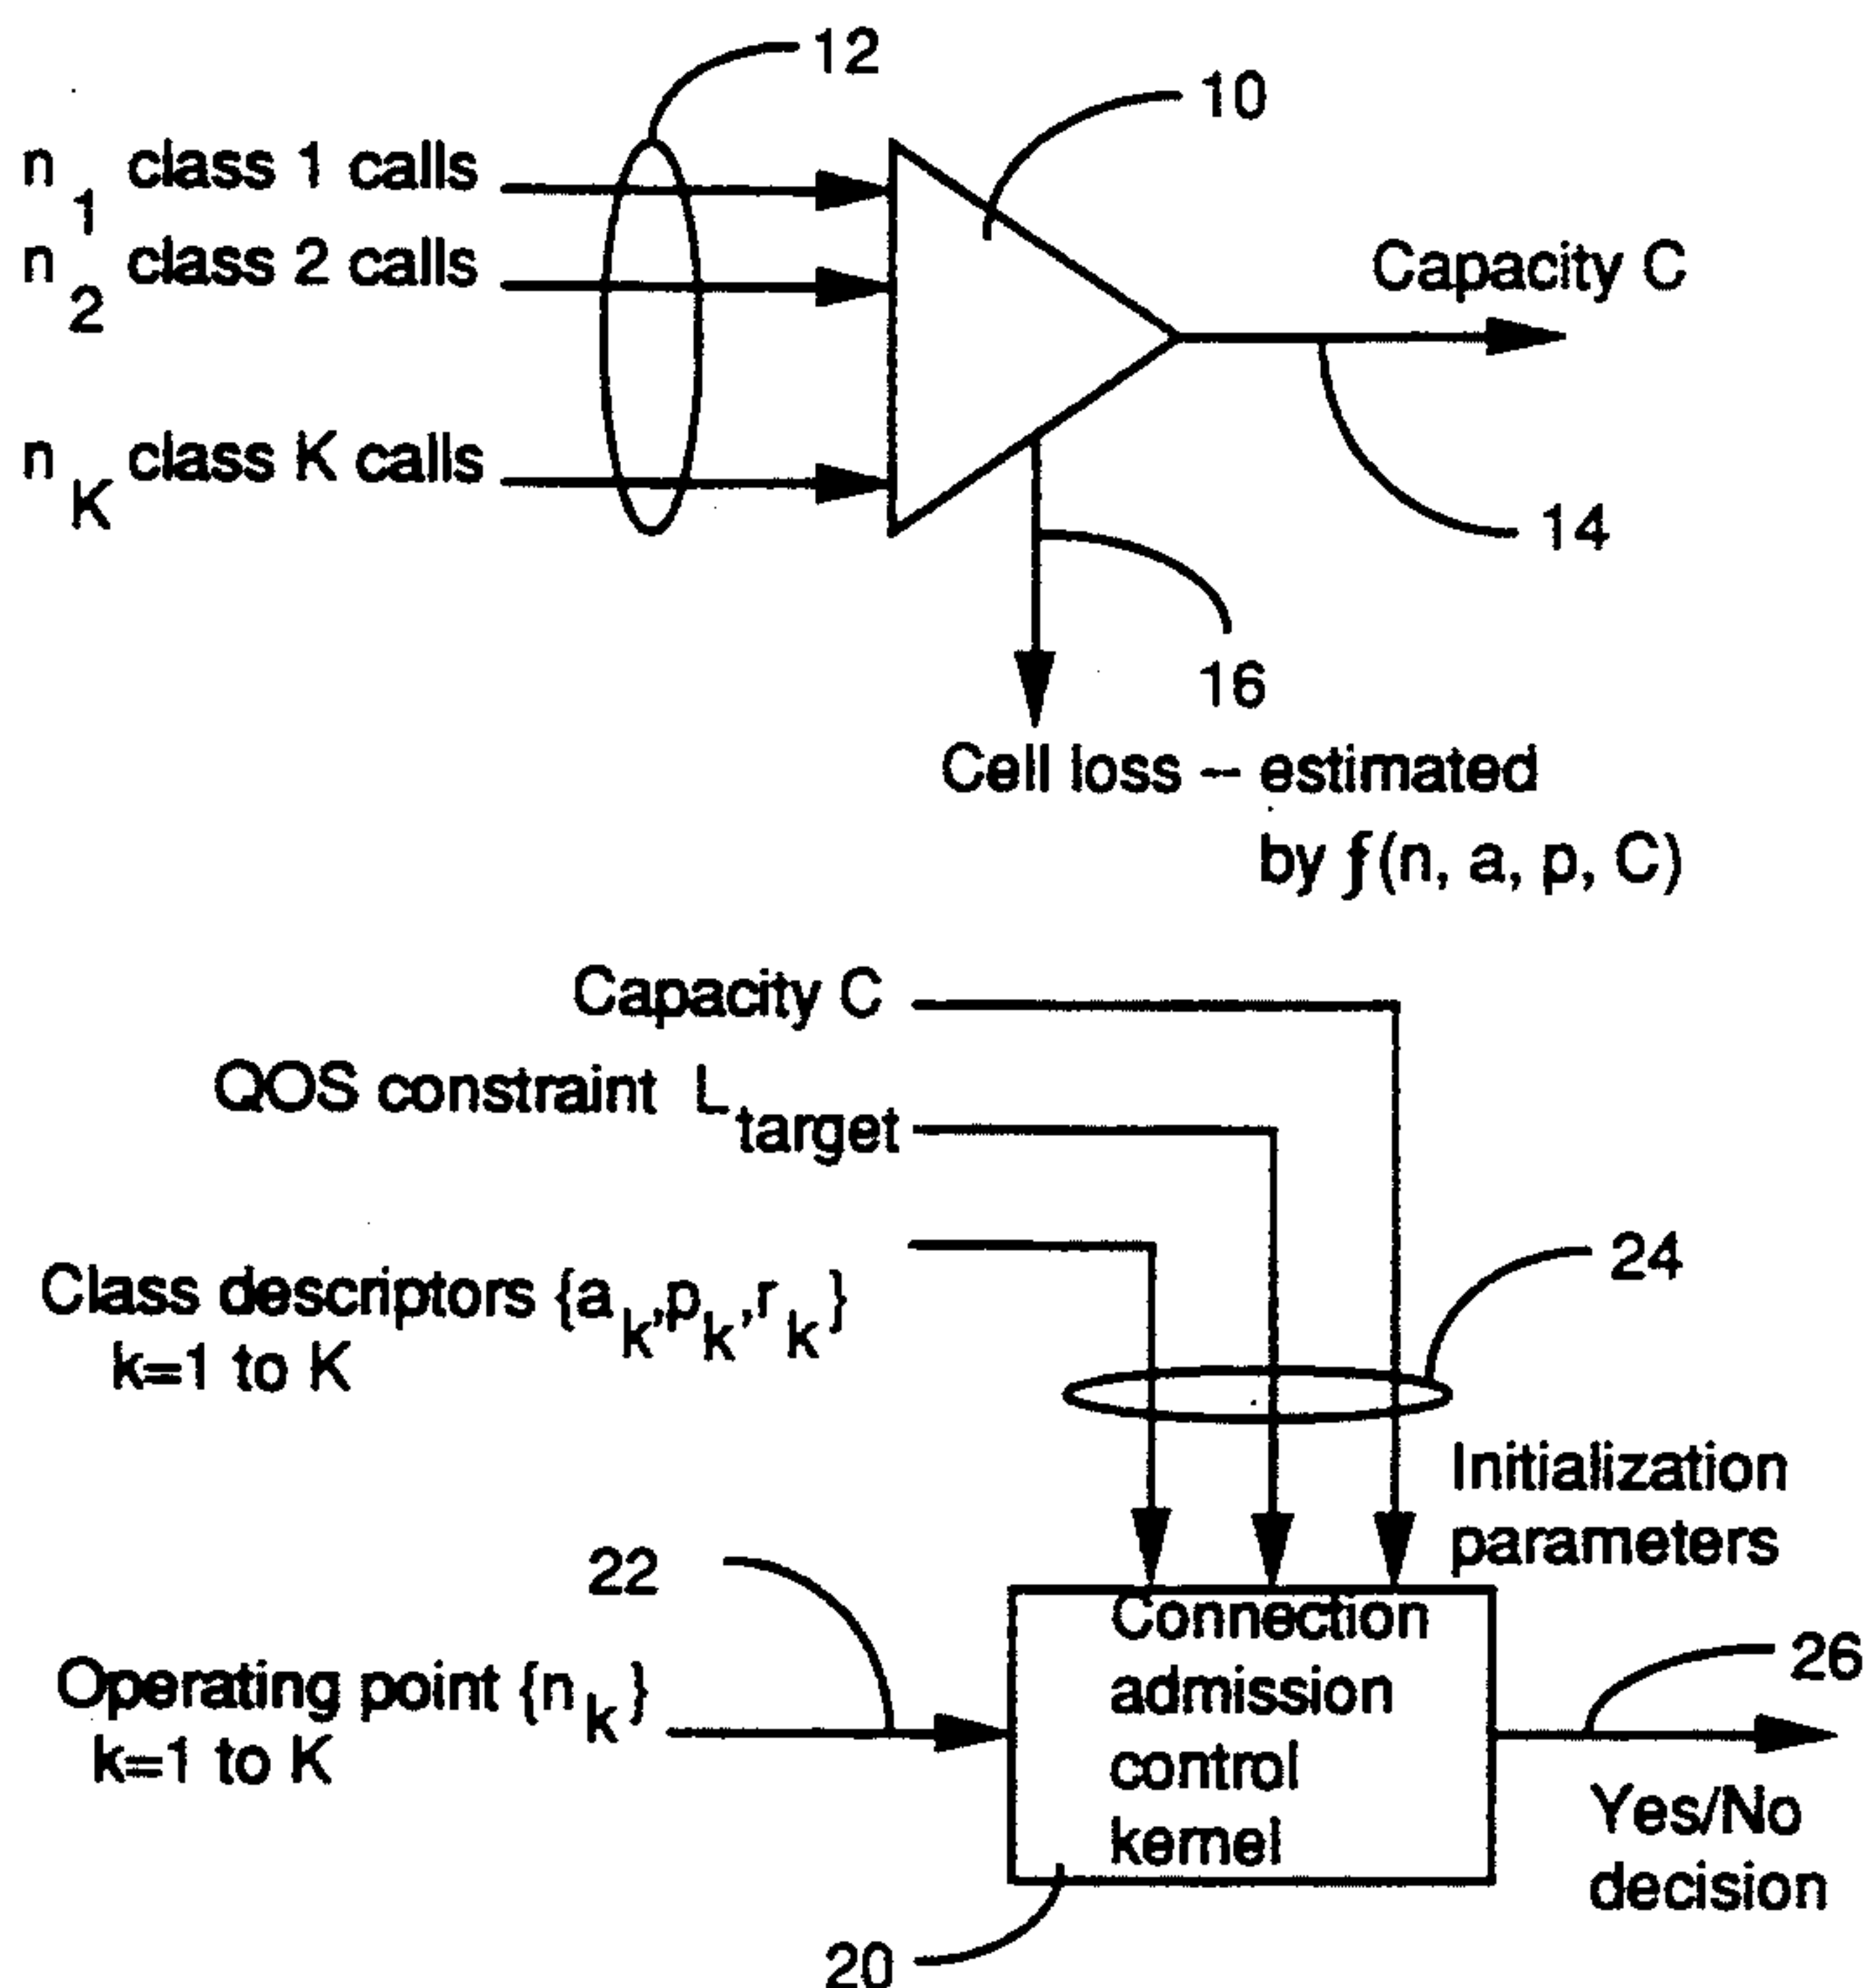 12
10
n1 class 1 calls
n2 class 2 calls
Capacity C
nK class K calls
14
16
Cell loss -- estimated
by f(n, a, p, C)
Capacity C
QOS constraint Ltarget
24
Class descriptors {ak,pk,rk}
k=1 to K
Initialization
parameters
22
Connection
admission
control
kernel
26
Operating point {nk}
k=1 to K
Yes/No
decision
20